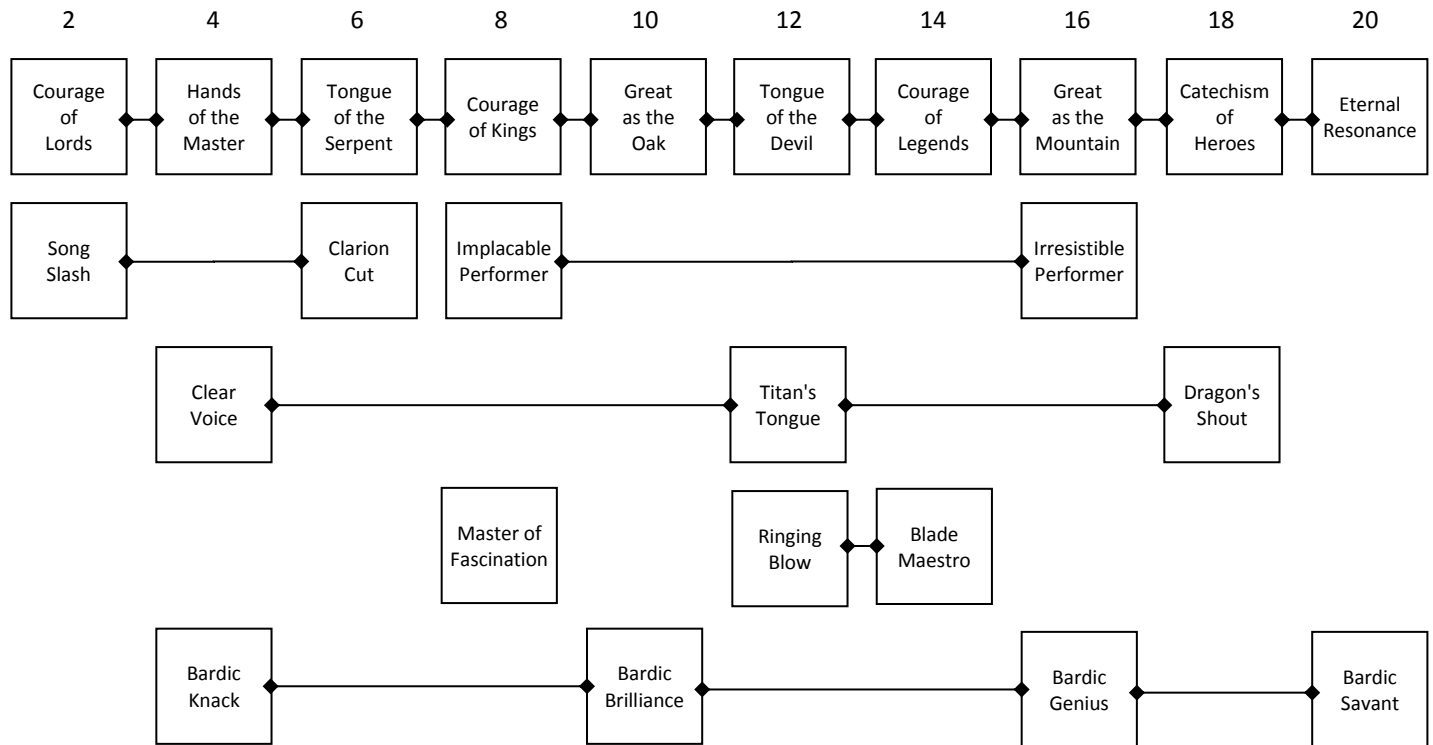 2 4 6 8 10 12 14 16 18 20
Courage
of
Lords
Hands
of the
Master
Tongue
of the
Serpent
Courage
of Kings
Great
as the
Oak
Tongue
of the
Devil
Courage
of
Legends
Great
as the
Mountain
Catechism
of
Heroes
Eternal
Resonance
Song
Slash
Clarion
Cut
Implacable
Performer
Irresistible
Performer
Clear
Voice
Titan's
Tongue
Dragon's
Shout
Master of
Fascination
Ringing
Blow
Blade
Maestro
Bardic
Knack
Bardic
Brilliance
Bardic
Genius
Bardic
Savant